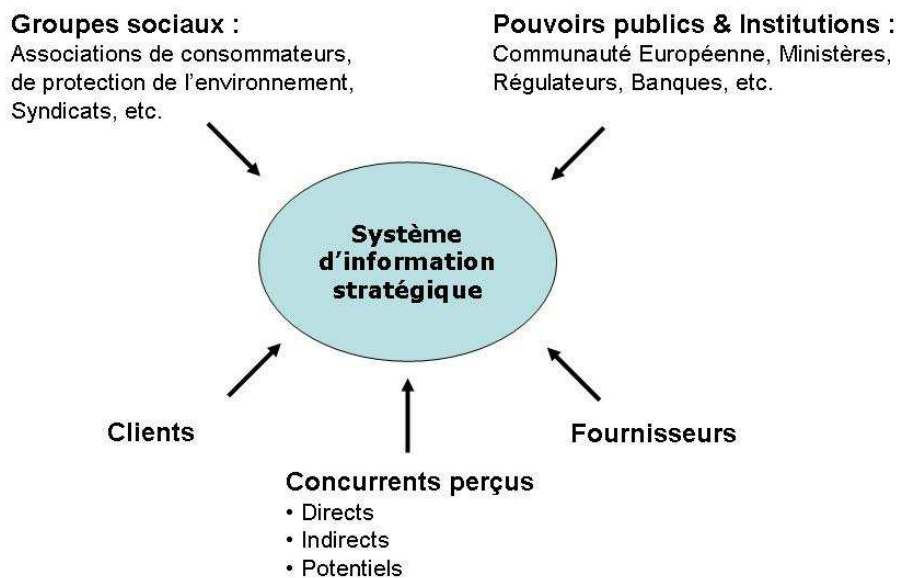 Groupes sociaux :
Associations de consommateurs,
de protection de l'environnement,
Syndicats, etc.
Pouvoirs publics & Institutions :
Communauté Européenne, Ministères,
Régulateurs, Banques, etc.
Système
d'information
stratégique
Clients
Fournisseurs
Concurrents perçus
• Directs
• Indirects
• Potentiels